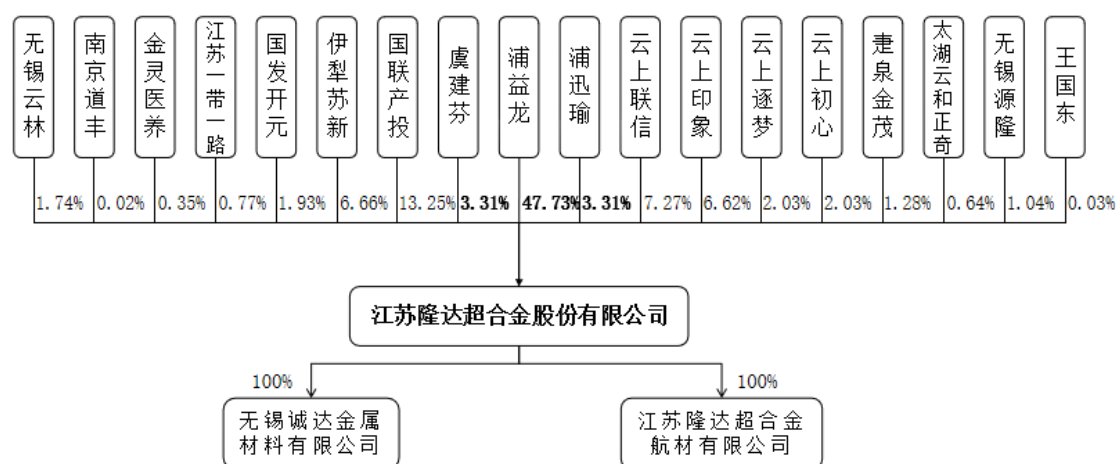 无锡云林
南京道丰
金灵医养
江苏一带一路
国发开元
伊犁苏新
国联产投
虞建芬
浦益龙
浦迅瑜
云上联信
云上印象
云上逐梦
云上初心
疌泉金茂
太湖云和正奇
无锡源隆
王国东
1.74%
0.02%
0.35%
0.77%
1.93%
6.66%
13.25%
3.31%
47.73%
3.31%
7.27%
6.62%
2.03%
2.03%
1.28%
0.64%
1.04%
0.03%
江苏隆达超合金股份有限公司
100%
100%
无锡诚达金属
材料有限公司
江苏隆达超合金
航材有限公司